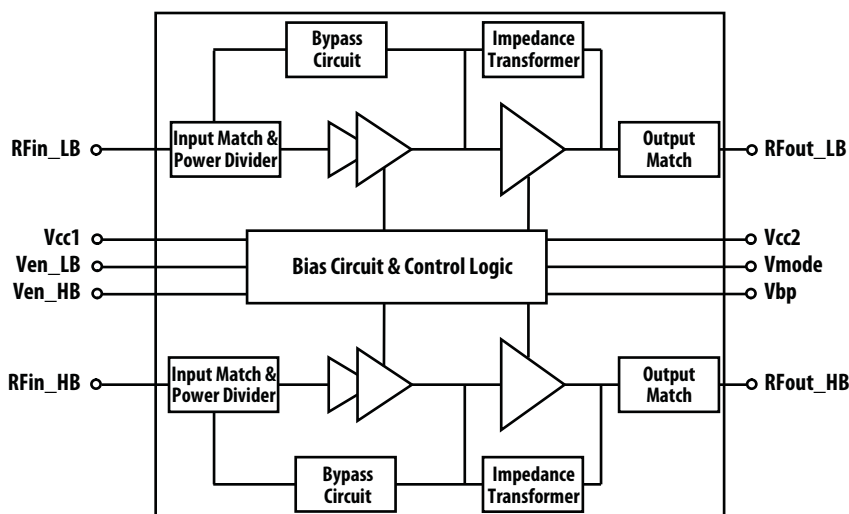 Bypass
Circuit
Impedance
Transformer
RFin_LB
Input Match &
Power Divider
Output
Match
RFout_LB
Vcc1
Ven_LB
Ven_HB
Bias Circuit & Control Logic
Vcc2
Vmode
Vbp
RFin_HB
Input Match &
Power Divider
Output
Match
RFout_HB
Bypass
Circuit
Impedance
Transformer